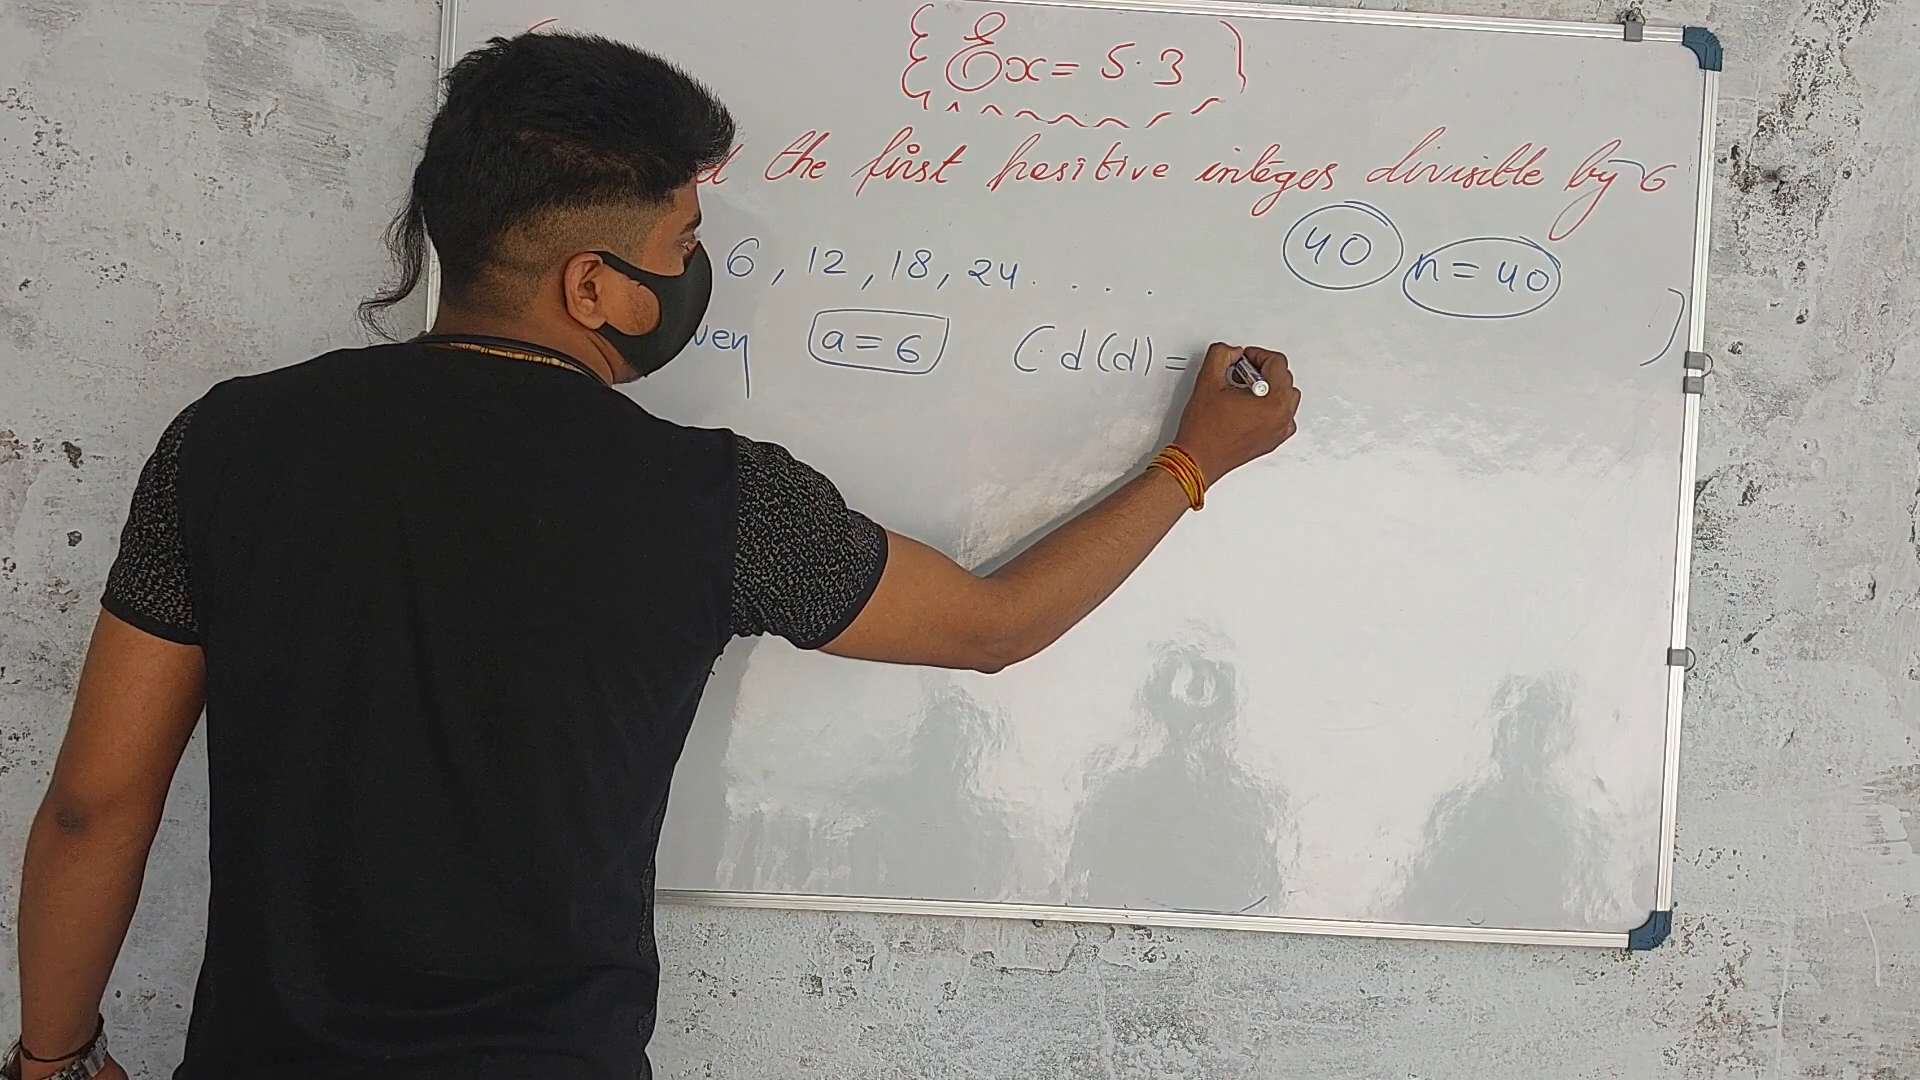 Ex = 5.3
the first positive integers divisible by 6
6, 12, 18, 24.....
40 n = 40
a = 6 C.d(d) =